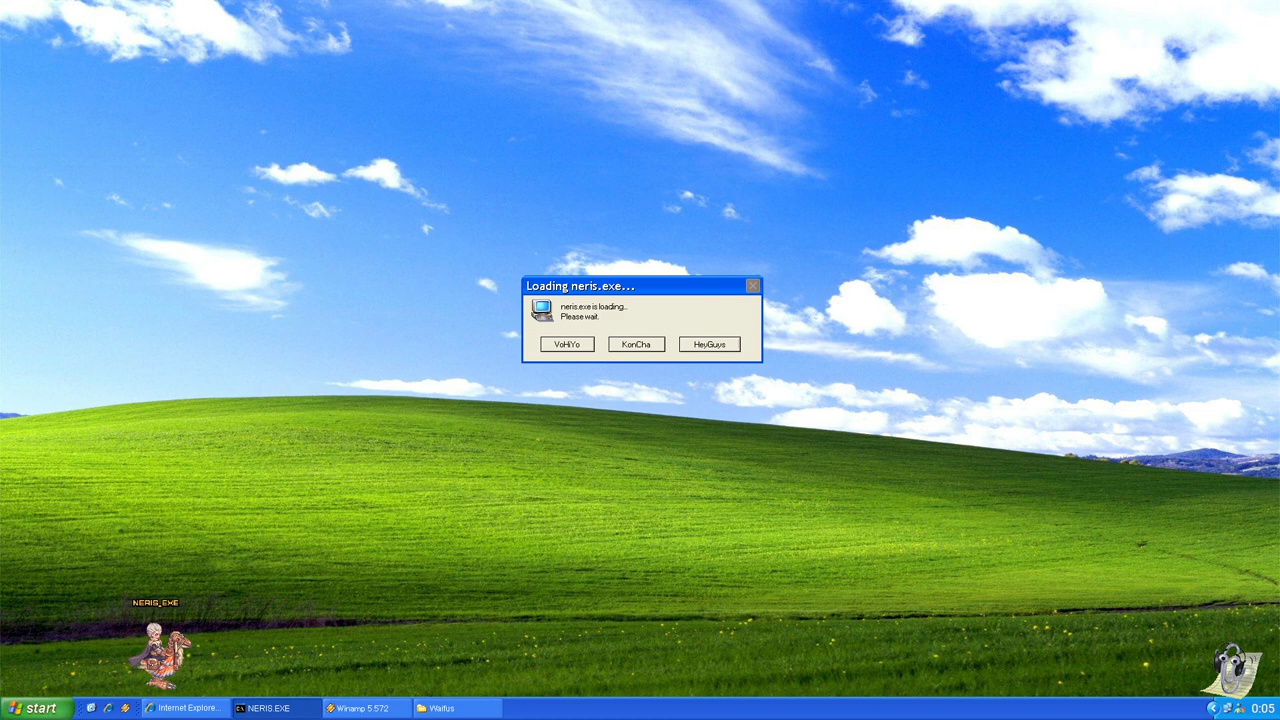 Loading neris.exe...
neris.exe is loading...
Please wait.
VoHiYo
KonCha
HeyGuys
NERIS_EXE
start
Internet Explore...
NERIS.EXE
Winamp 5.572
Waifus
0:05